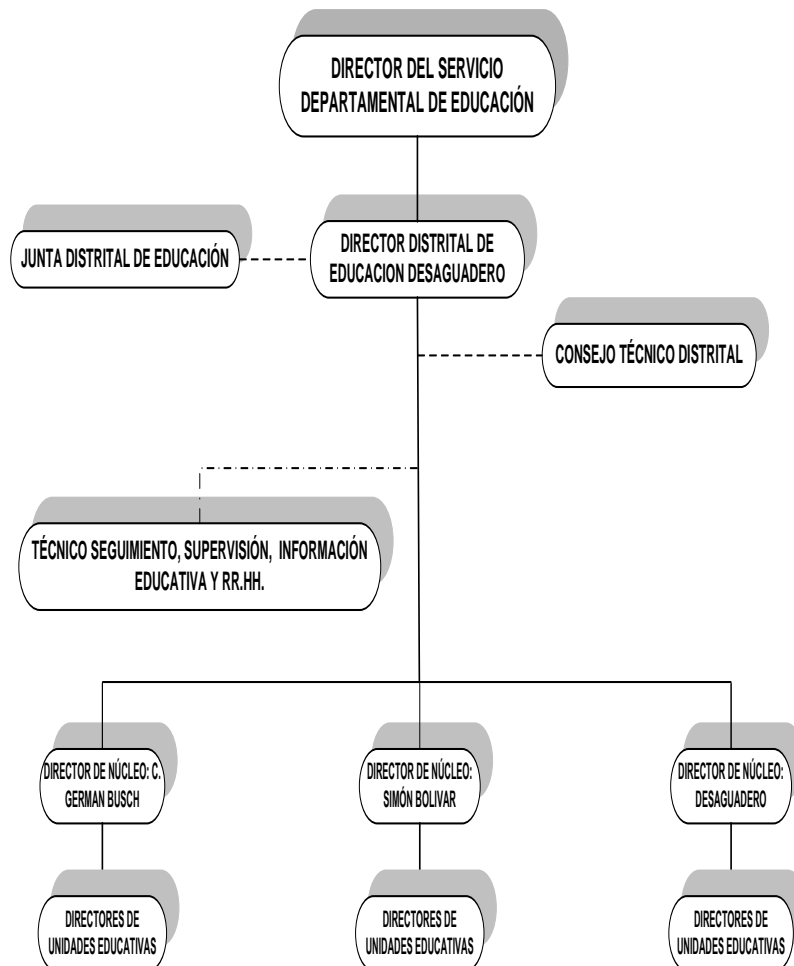 DIRECTOR DEL SERVICIO
DEPARTAMENTAL DE EDUCACIÓN
JUNTA DISTRITAL DE EDUCACIÓN
DIRECTOR DISTRITAL DE
EDUCACION DESAGUADERO
CONSEJO TÉCNICO DISTRITAL
TÉCNICO SEGUIMIENTO, SUPERVISIÓN, INFORMACIÓN
EDUCATIVA Y RR.HH.
DIRECTOR DE NÚCLEO: C.
GERMAN BUSCH
DIRECTOR DE NÚCLEO:
SIMÓN BOLIVAR
DIRECTOR DE NÚCLEO:
DESAGUADERO
DIRECTORES DE
UNIDADES EDUCATIVAS
DIRECTORES DE
UNIDADES EDUCATIVAS
DIRECTORES DE
UNIDADES EDUCATIVAS